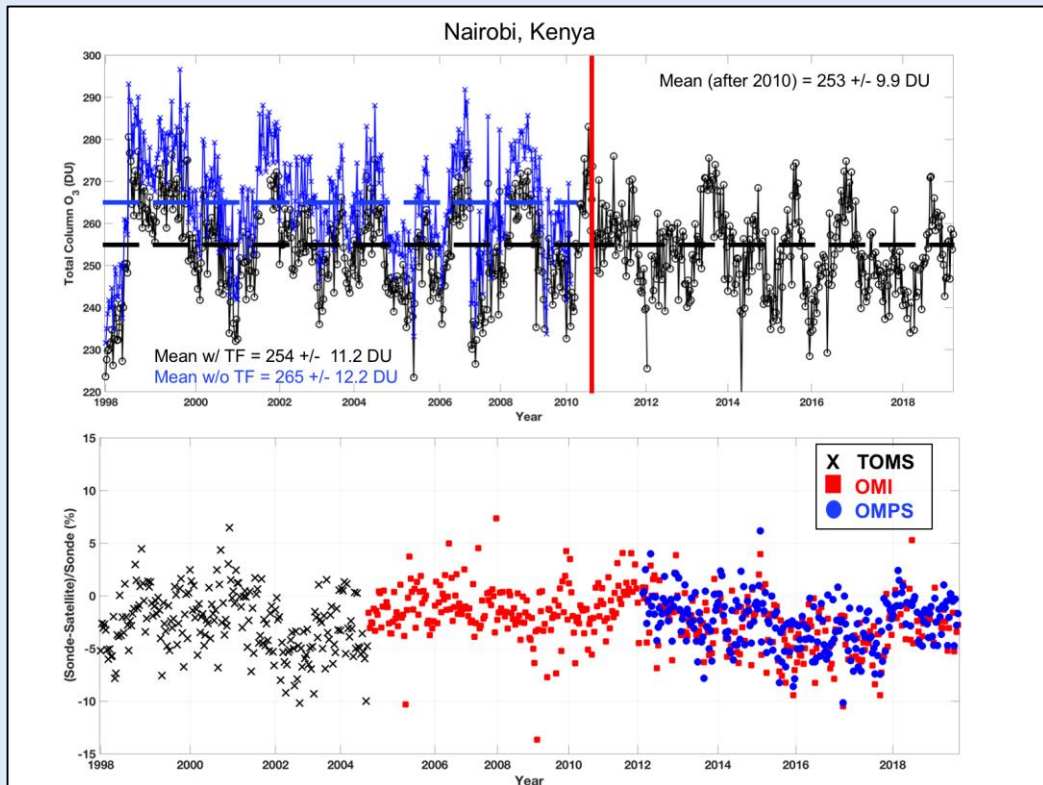 Nairobi, Kenya
300
290
280
270
260
250
240
230
220
Total Column O3 (DU)
Mean (after 2010) = 253 +/- 9.9 DU
Mean w/ TF = 254 +/- 11.2 DU
Mean w/o TF = 265 +/- 12.2 DU
1998 2000 2002 2004 2006 2008 2010 2012 2014 2016 2018
Year
15
10
5
0
-5
-10
-15
(Sonde-Satellite)/Sonde (%)
X TOMS
OMI
OMPS
1998 2000 2002 2004 2006 2008 2010 2012 2014 2016 2018
Year